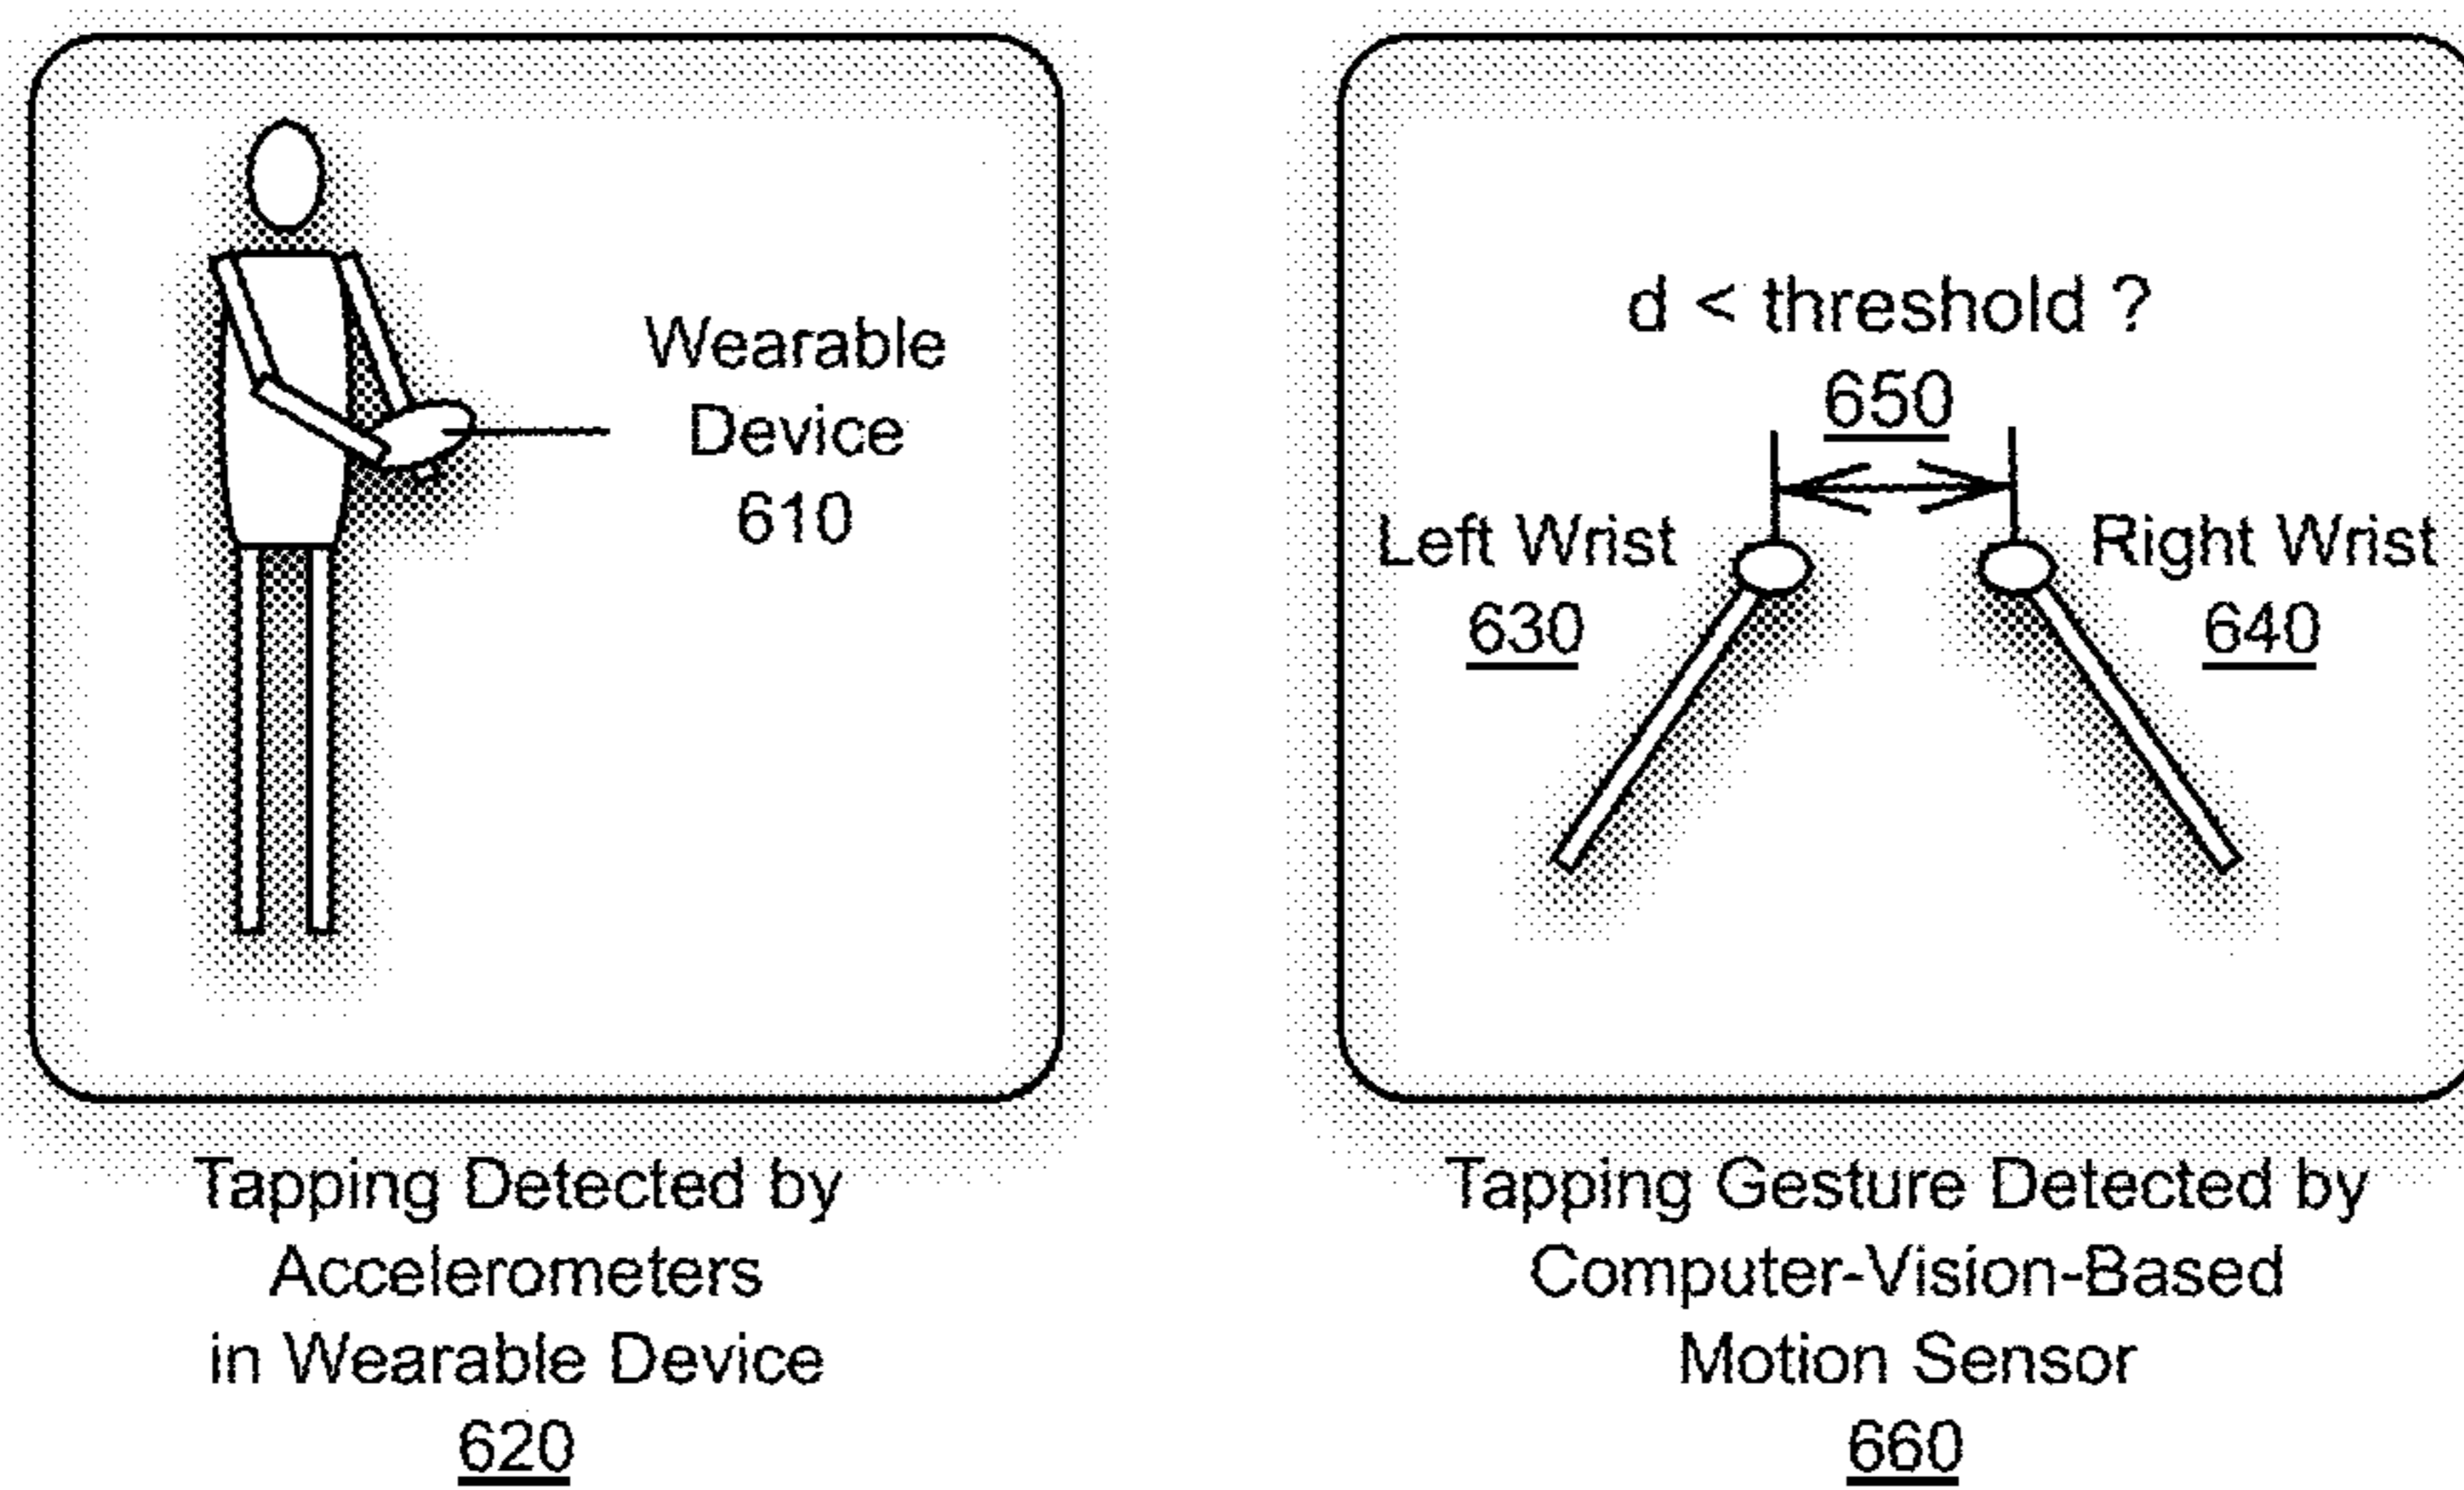 Wearable
Device
610
d < threshold ?
650
Left Wrist
630
Right Wrist
640
Tapping Detected by
Accelerometers
in Wearable Device
620
Tapping Gesture Detected by
Computer-Vision-Based
Motion Sensor
660